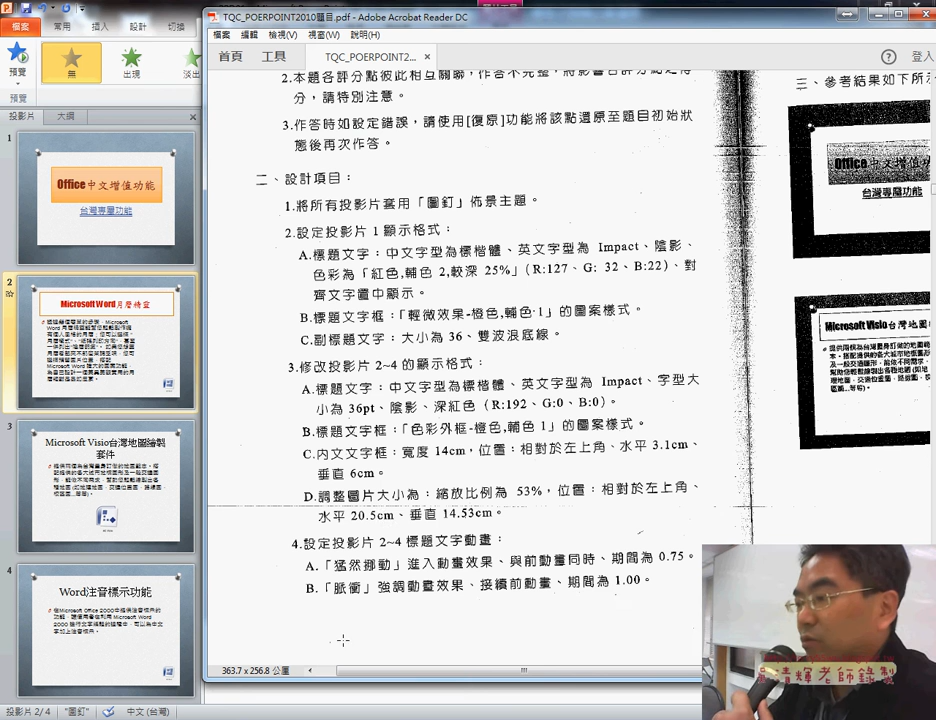 TQC_POERPOINT2010題目.pdf - Adobe Acrobat Reader DC
檔案 編輯 檢視(V) 視窗(W) 說明(H)
首頁 工具 TQC_POERPOINT2... × 登入
檔案 常用 插入 設計 切換
預覽 無 出現 淡出
預覽
投影片 大綱
1
Office中文增值功能
台灣專屬功能
2
Microsoft Word月曆精靈
3
Microsoft Visio台灣地圖繪製
套件
4
Word注音標示功能
2.本題各評分點彼此相互關聯，作答不完整，將影響各評分點之得
分，請特別注意。
3.作答時如設定錯誤，請使用[復原]功能將該點還原至題目初始狀
態後再次作答。
二、設計項目：
1.將所有投影片套用「圖釘」佈景主題。
2.設定投影片 1 顯示格式：
A.標題文字：中文字型為標楷體、英文字型為 Impact、陰影、
色彩為「紅色,輔色 2,較深 25%」（R:127、G: 32、B:22）、對
齊文字置中顯示。
B.標題文字框：「輕微效果-橙色,輔色 1」的圖案樣式。
C.副標題文字：大小為 36、雙波浪底線。
3.修改投影片 2~4 的顯示格式：
A.標題文字：中文字型為標楷體、英文字型為 Impact、字型大
小為 36pt、陰影、深紅色（R:192、G:0、B:0）。
B.標題文字框：「色彩外框-橙色,輔色 1」的圖案樣式。
C.內文文字框：寬度 14cm，位置：相對於左上角、水平 3.1cm、
垂直 6cm。
D.調整圖片大小為：縮放比例為 53%，位置：相對於左上角、
水平 20.5cm、垂直 14.53cm。
4.設定投影片 2~4 標題文字動畫：
A.「猛然挪動」進入動畫效果、與前動畫同時、期間為 0.75。
B.「脈衝」強調動畫效果、接續前動畫、期間為 1.00。
三、參考結果如下所示
Office中文增值功
台灣專屬功能
Microsoft Visio台灣地圖
363.7 x 256.8 公釐
清輝老師錄製
投影片 2/4 "圖釘" 中文 (台灣)